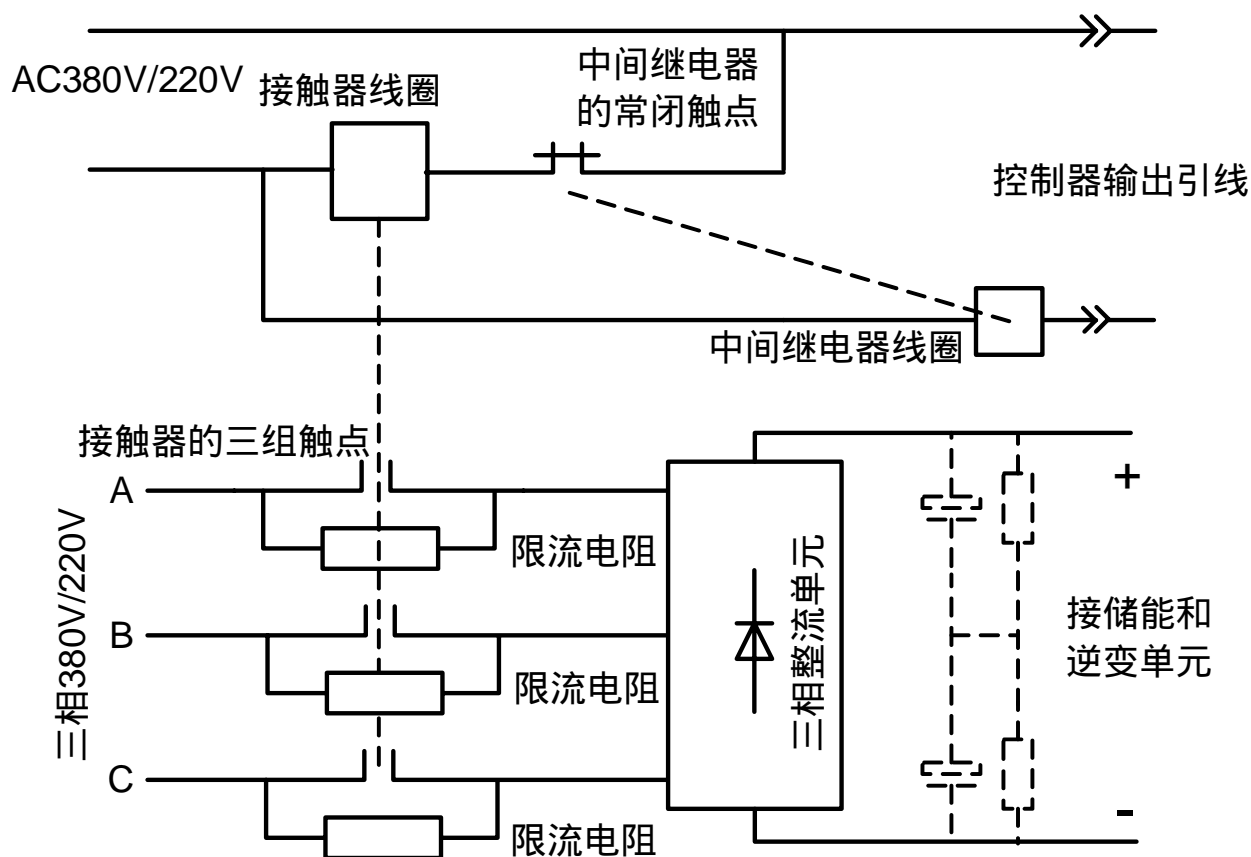 AC380V/220V
接触器线圈
中间继电器
的常闭触点
控制器输出引线
中间继电器线圈
接触器的三组触点
三相380V/220V
A
限流电阻
B
限流电阻
C
限流电阻
三相整流单元
+
接储能和
逆变单元
-